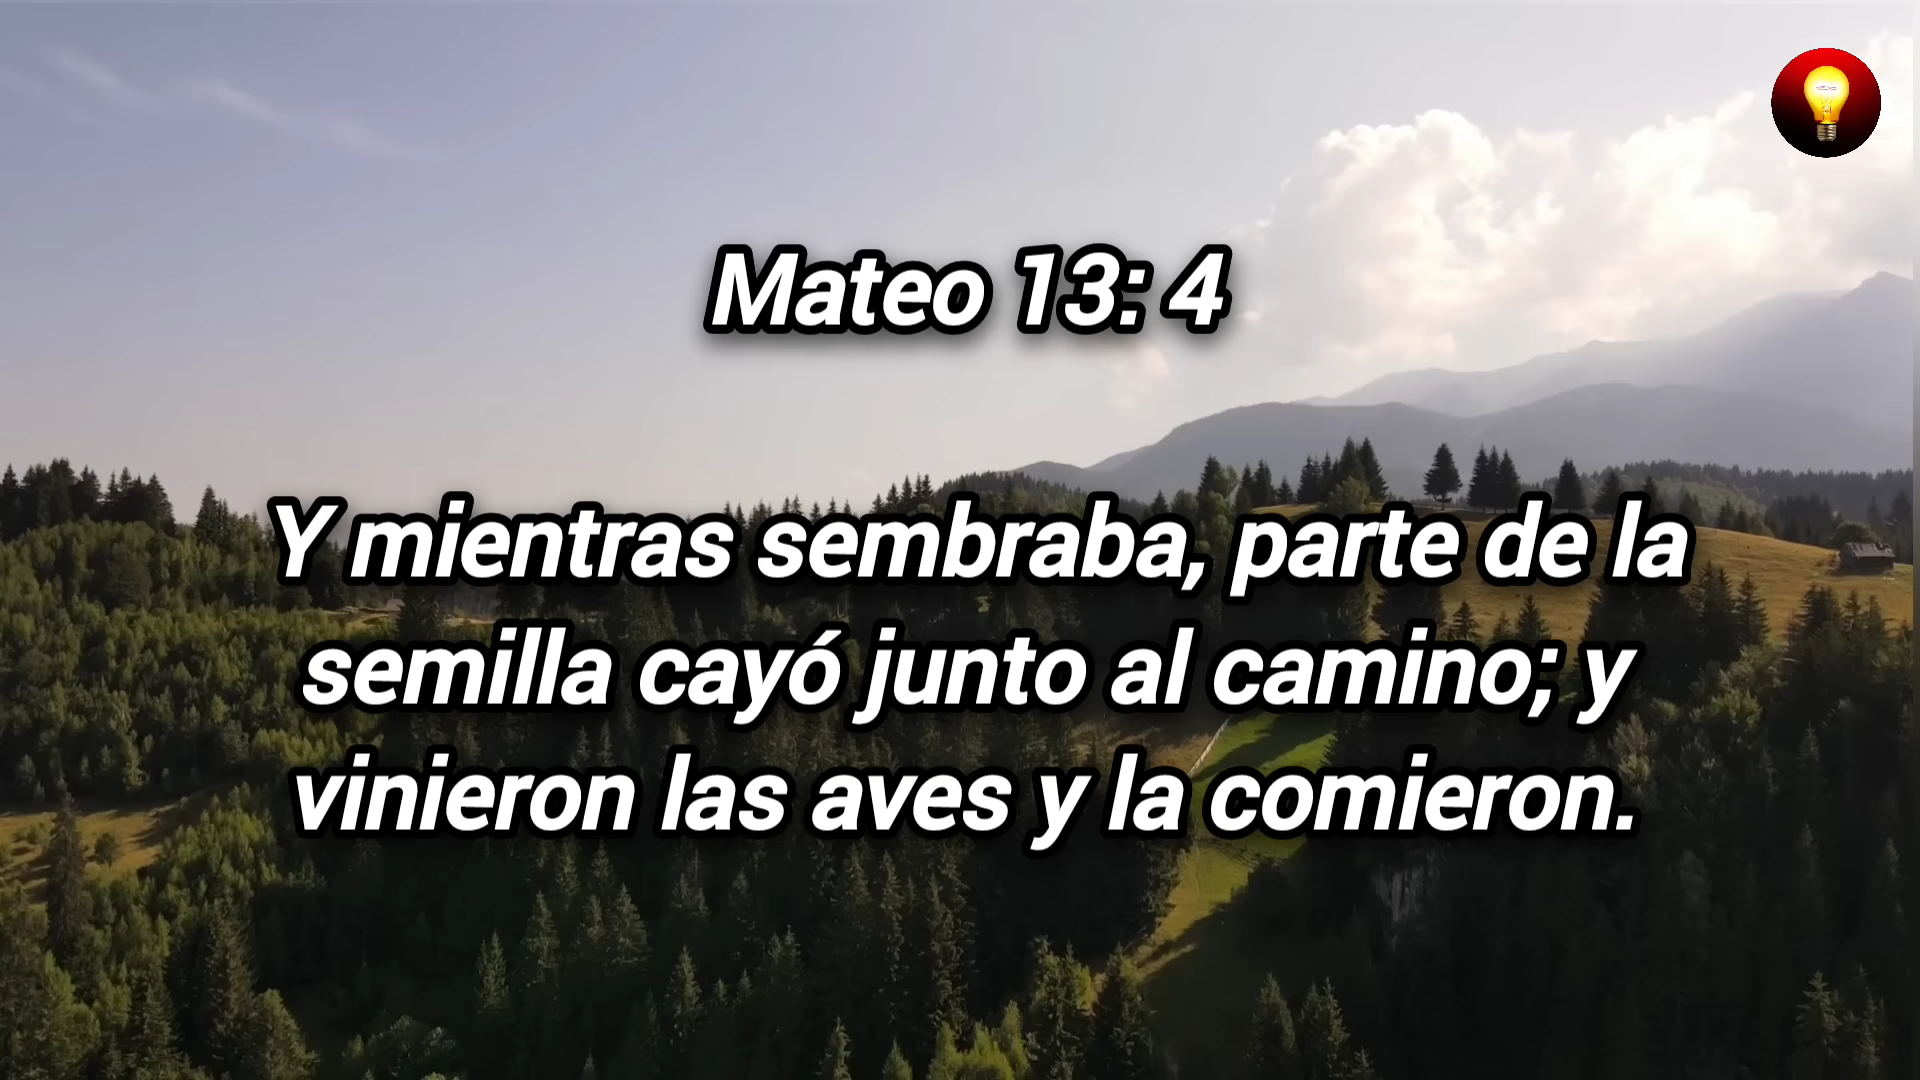 Mateo 13: 4
Y mientras sembraba, parte de la
semilla cayó junto al camino; y
vinieron las aves y la comieron.